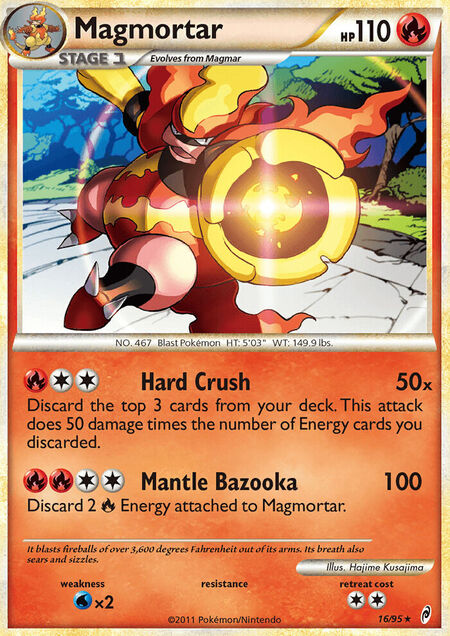 Magmortar HP110
STAGE 1 Evolves from Magmar
NO. 467 Blast Pokémon HT: 5'03" WT: 149.9 lbs.
Hard Crush 50x
Discard the top 3 cards from your deck. This attack
does 50 damage times the number of Energy cards you
discarded.
Mantle Bazooka 100
Discard 2 Energy attached to Magmortar.
It blasts fireballs of over 3,600 degrees Fahrenheit out of its arms. Its breath also
sears and sizzles.
Illus. Hajime Kusajima
weakness resistance retreat cost
×2
©2011 Pokémon/Nintendo 16/95 ★